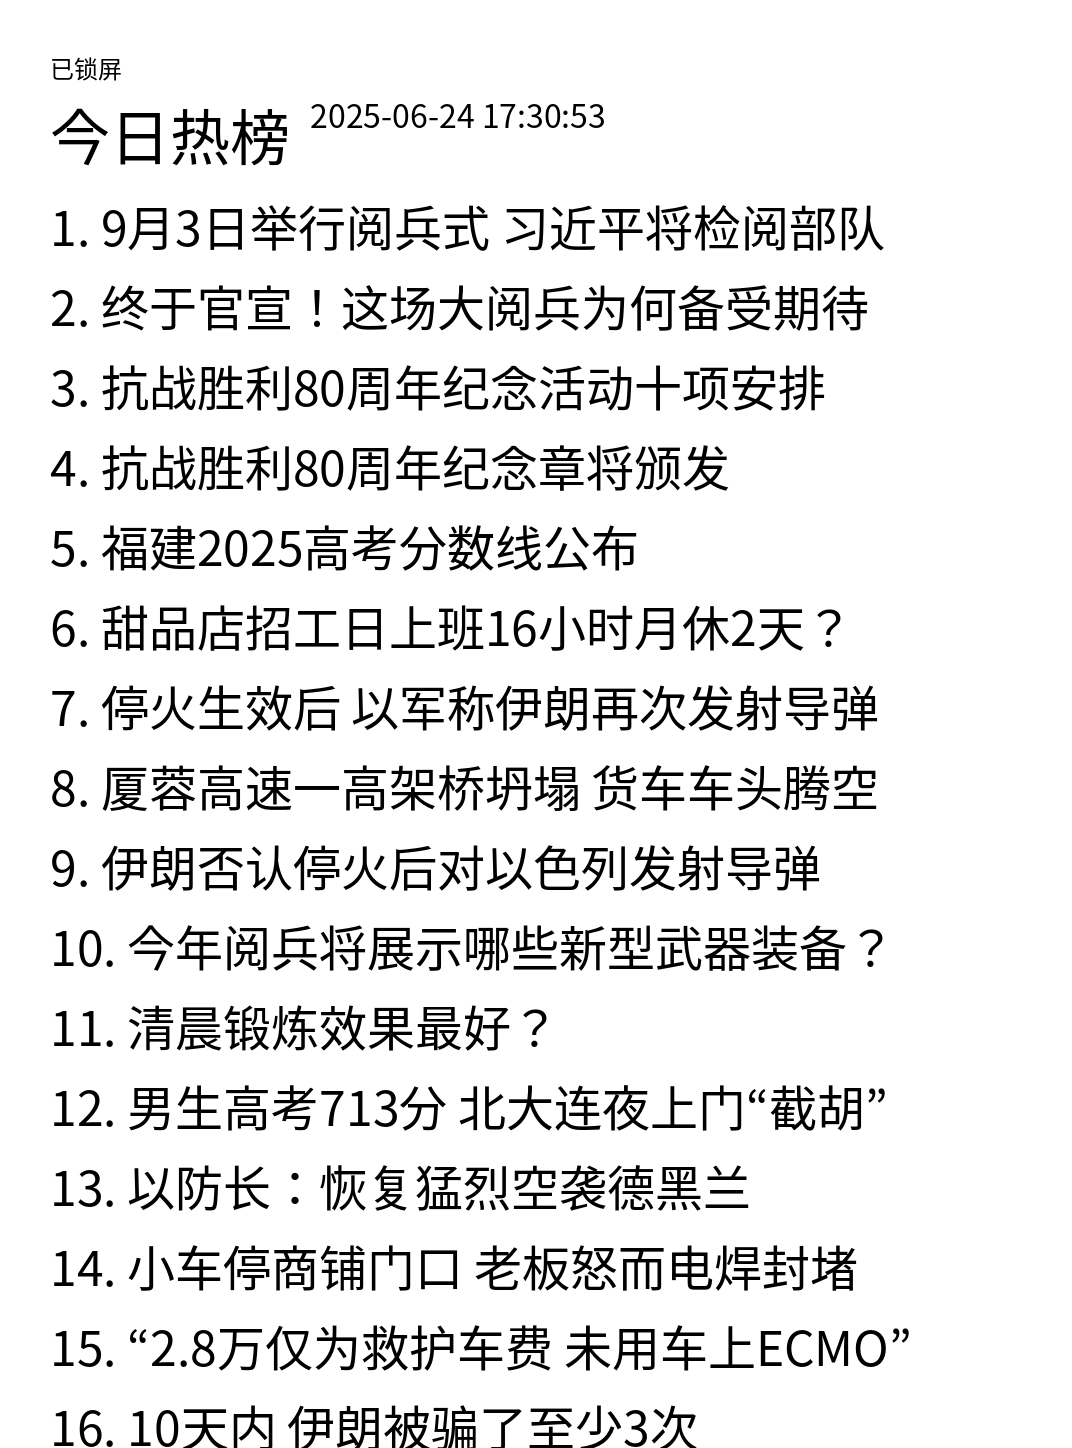 已锁屏
今日热榜 2025-06-24 17:30:53
1. 9月3日举行阅兵式 习近平将检阅部队
2. 终于官宣！这场大阅兵为何备受期待
3. 抗战胜利80周年纪念活动十项安排
4. 抗战胜利80周年纪念章将颁发
5. 福建2025高考分数线公布
6. 甜品店招工日上班16小时月休2天？
7. 停火生效后 以军称伊朗再次发射导弹
8. 厦蓉高速一高架桥坍塌 货车车头腾空
9. 伊朗否认停火后对以色列发射导弹
10. 今年阅兵将展示哪些新型武器装备？
11. 清晨锻炼效果最好？
12. 男生高考713分 北大连夜上门“截胡”
13. 以防长：恢复猛烈空袭德黑兰
14. 小车停商铺门口 老板怒而电焊封堵
15. “2.8万仅为救护车费 未用车上ECMO”
16. 10天内 伊朗被骗了至少3次